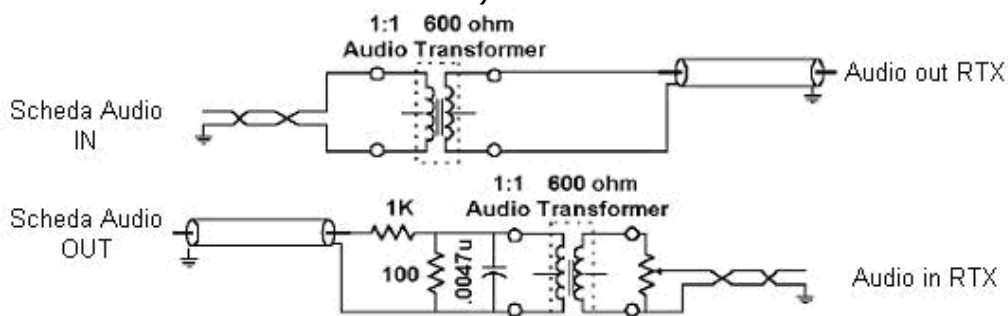 1:1 600 ohm
Audio Transformer
Scheda Audio
IN
Audio out RTX
1:1 600 ohm
Audio Transformer
Scheda Audio
OUT
1K
100
.0047u
Audio in RTX